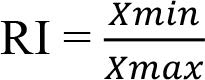 RI = Xmin / Xmax